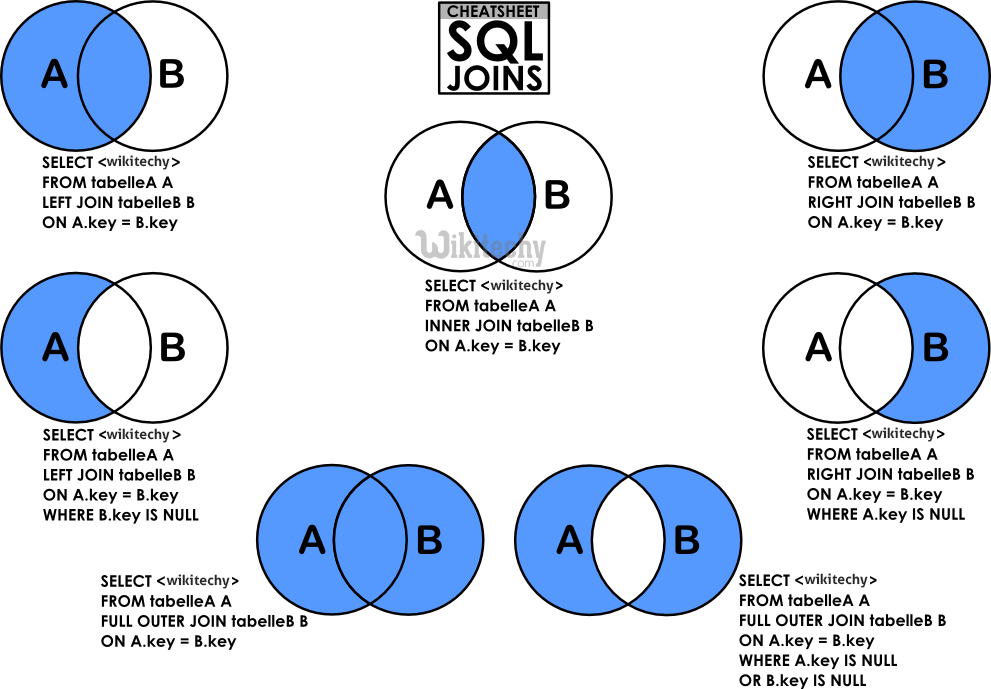 CHEATSHEET
SQL
JOINS
A B
SELECT <wikitechy>
FROM tabelleA A
LEFT JOIN tabelleB B
ON A.key = B.key
A B
SELECT <wikitechy>
FROM tabelleA A
RIGHT JOIN tabelleB B
ON A.key = B.key
A B
Wikitechy
.com
SELECT <wikitechy>
FROM tabelleA A
INNER JOIN tabelleB B
ON A.key = B.key
A B
SELECT <wikitechy>
FROM tabelleA A
LEFT JOIN tabelleB B
ON A.key = B.key
WHERE B.key IS NULL
A B
SELECT <wikitechy>
FROM tabelleA A
RIGHT JOIN tabelleB B
ON A.key = B.key
WHERE A.key IS NULL
A B
SELECT <wikitechy>
FROM tabelleA A
FULL OUTER JOIN tabelleB B
ON A.key = B.key
A B
SELECT <wikitechy>
FROM tabelleA A
FULL OUTER JOIN tabelleB B
ON A.key = B.key
WHERE A.key IS NULL
OR B.key IS NULL